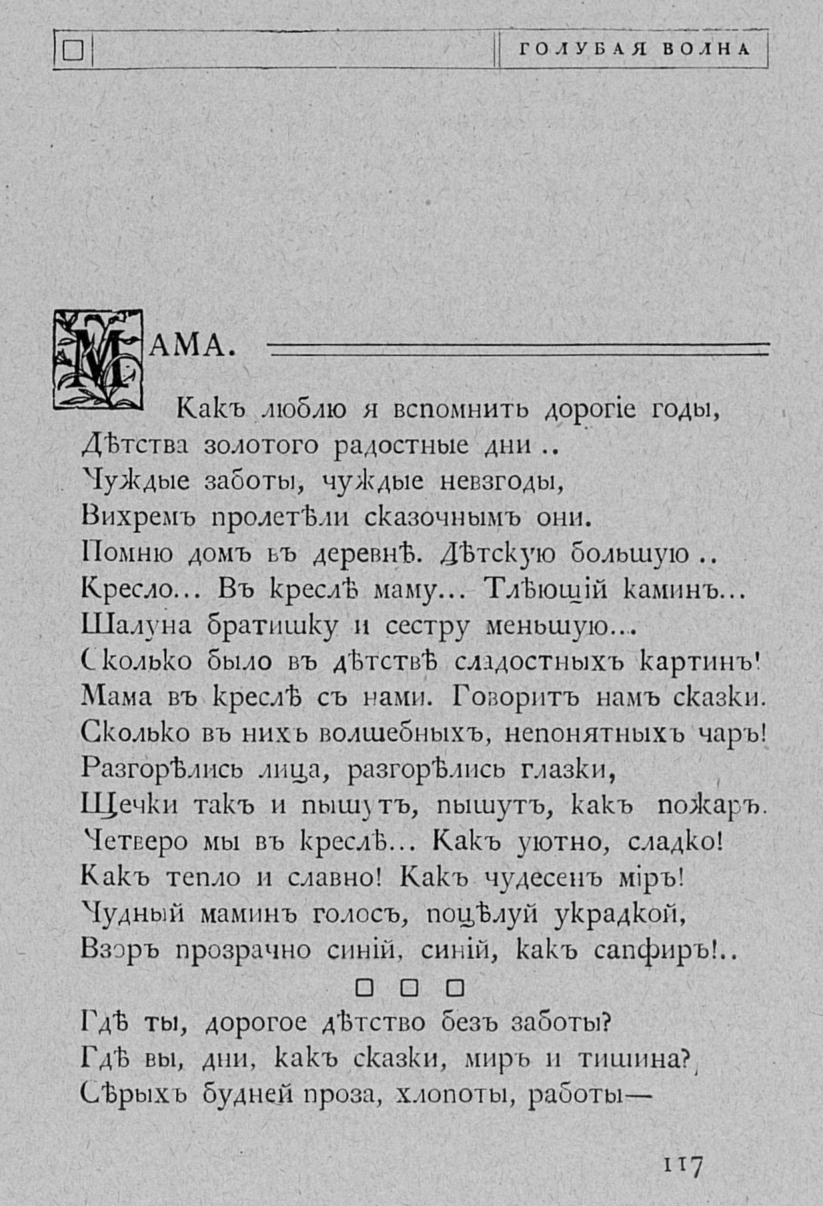 ГОЛУБАЯ ВОЛНА
МАМА.
Какъ люблю я вспомнить дорогіе годы,
Дѣтства золотого радостные дни ..
Чуждые заботы, чуждые невзгоды,
Вихремъ пролетѣли сказочнымъ они.
Помню домъ въ деревнѣ. Дѣтскую большую ..
Кресло... Въ креслѣ маму... Тлѣющій каминъ...
Шалуна братишку и сестру меньшую...
Сколько было въ дѣтствѣ сладостныхъ картинъ!
Мама въ креслѣ съ нами. Говоритъ намъ сказки.
Сколько въ нихъ волшебныхъ, непонятныхъ чаръ!
Разгорѣлись лица, разгорѣлись глазки,
Щечки такъ и пышутъ, пышутъ, какъ пожаръ.
Четверо мы въ креслѣ... Какъ уютно, сладко!
Какъ тепло и славно! Какъ чудесенъ міръ!
Чудный маминъ голосъ, поцѣлуй украдкой,
Взоръ прозрачно синій, синій, какъ сапфиръ!..
Гдѣ ты, дорогое дѣтство безъ заботы?
Гдѣ вы, дни, какъ сказки, миръ и тишина?
Сѣрыхъ будней проза, хлопоты, работы—
117